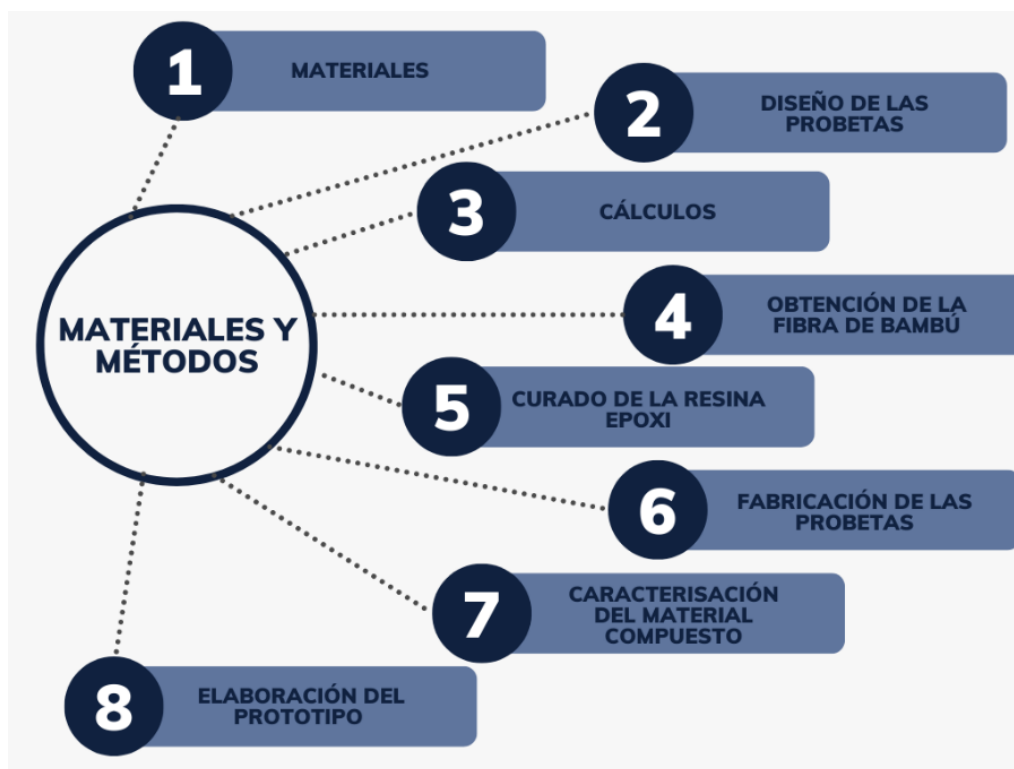 1
MATERIALES
2
DISEÑO DE LAS
PROBETAS
3
CÁLCULOS
MATERIALES Y
MÉTODOS
4
OBTENCIÓN DE LA
FIBRA DE BAMBÚ
5
CURADO DE LA RESINA
EPOXI
6
FABRICACIÓN DE LAS
PROBETAS
7
CARACTERISACIÓN
DEL MATERIAL
COMPUESTO
8
ELABORACIÓN DEL
PROTOTIPO